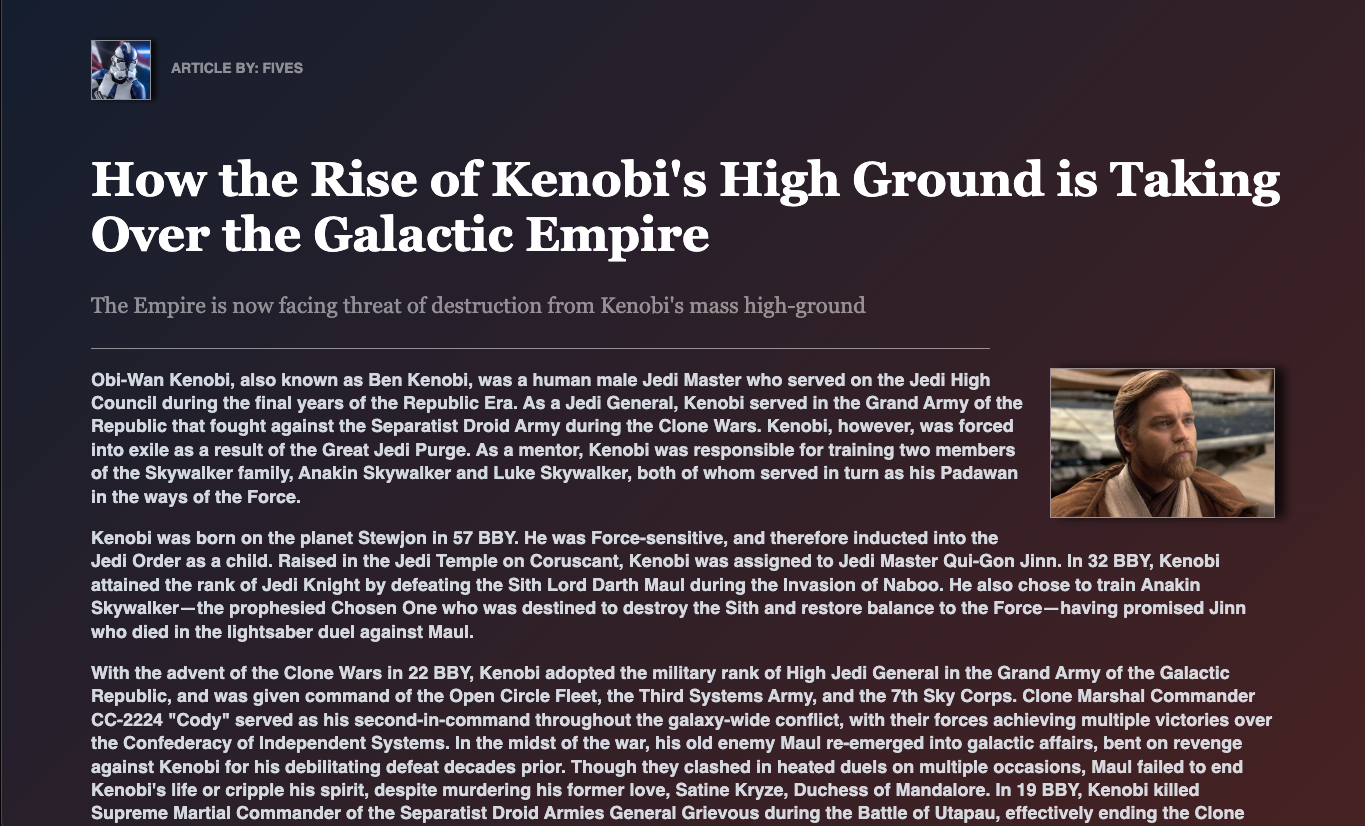 ARTICLE BY: FIVES
How the Rise of Kenobi's High Ground is Taking
Over the Galactic Empire
The Empire is now facing threat of destruction from Kenobi's mass high-ground
Obi-Wan Kenobi, also known as Ben Kenobi, was a human male Jedi Master who served on the Jedi High
Council during the final years of the Republic Era. As a Jedi General, Kenobi served in the Grand Army of the
Republic that fought against the Separatist Droid Army during the Clone Wars. Kenobi, however, was forced
into exile as a result of the Great Jedi Purge. As a mentor, Kenobi was responsible for training two members
of the Skywalker family, Anakin Skywalker and Luke Skywalker, both of whom served in turn as his Padawan
in the ways of the Force.
Kenobi was born on the planet Stewjon in 57 BBY. He was Force-sensitive, and therefore inducted into the
Jedi Order as a child. Raised in the Jedi Temple on Coruscant, Kenobi was assigned to Jedi Master Qui-Gon Jinn. In 32 BBY, Kenobi
attained the rank of Jedi Knight by defeating the Sith Lord Darth Maul during the Invasion of Naboo. He also chose to train Anakin
Skywalker—the prophesied Chosen One who was destined to destroy the Sith and restore balance to the Force—having promised Jinn
who died in the lightsaber duel against Maul.
With the advent of the Clone Wars in 22 BBY, Kenobi adopted the military rank of High Jedi General in the Grand Army of the Galactic
Republic, and was given command of the Open Circle Fleet, the Third Systems Army, and the 7th Sky Corps. Clone Marshal Commander
CC-2224 "Cody" served as his second-in-command throughout the galaxy-wide conflict, with their forces achieving multiple victories over
the Confederacy of Independent Systems. In the midst of the war, his old enemy Maul re-emerged into galactic affairs, bent on revenge
against Kenobi for his debilitating defeat decades prior. Though they clashed in heated duels on multiple occasions, Maul failed to end
Kenobi's life or cripple his spirit, despite murdering his former love, Satine Kryze, Duchess of Mandalore. In 19 BBY, Kenobi killed
Supreme Martial Commander of the Separatist Droid Armies General Grievous during the Battle of Utapau, effectively ending the Clone